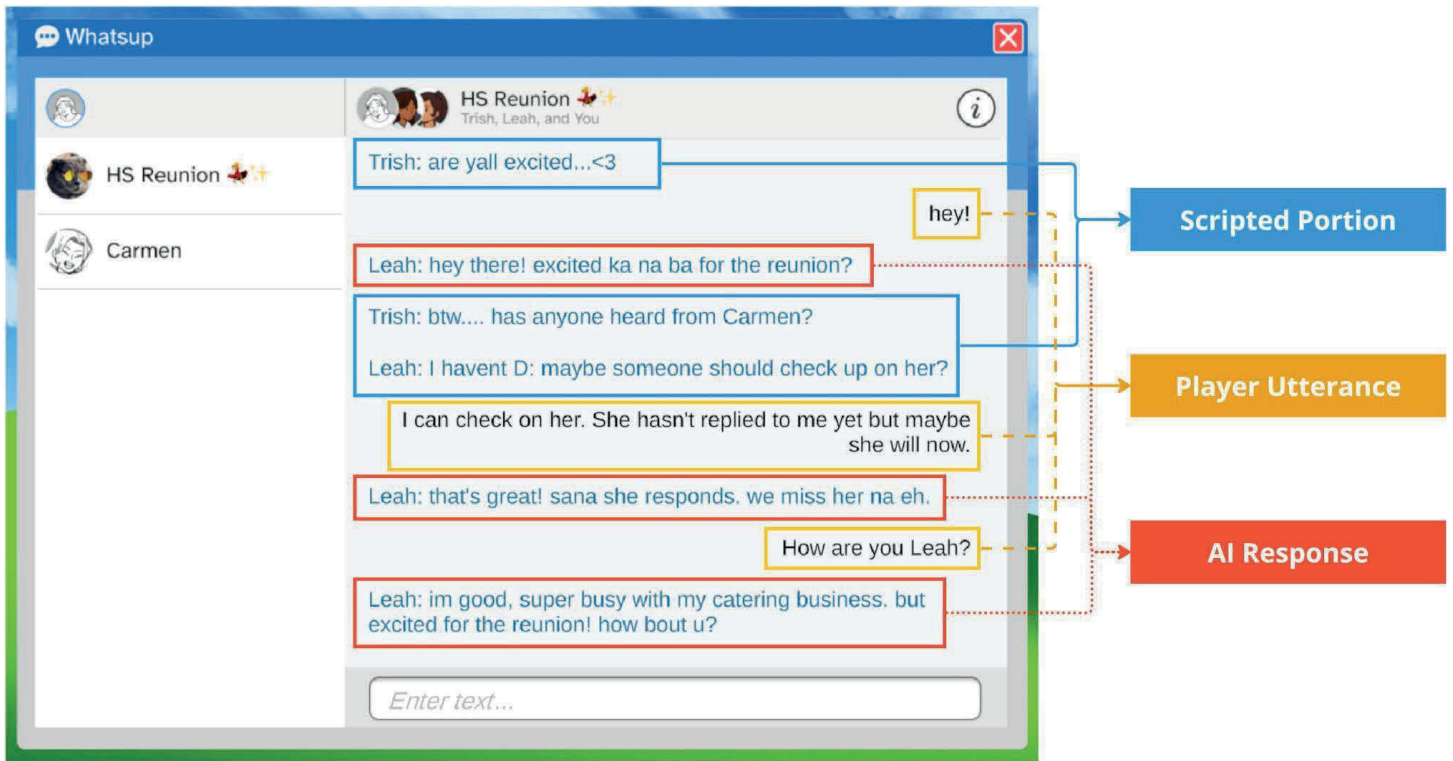 Whatsup
HS Reunion 💃✨
Trish, Leah, and You
HS Reunion 💃✨
Carmen
Trish: are yall excited...<3
hey!
Leah: hey there! excited ka na ba for the reunion?
Trish: btw.... has anyone heard from Carmen?
Leah: I havent D: maybe someone should check up on her?
I can check on her. She hasn't replied to me yet but maybe
she will now.
Leah: that's great! sana she responds. we miss her na eh.
How are you Leah?
Leah: im good, super busy with my catering business. but
excited for the reunion! how bout u?
Enter text...
Scripted Portion
Player Utterance
AI Response